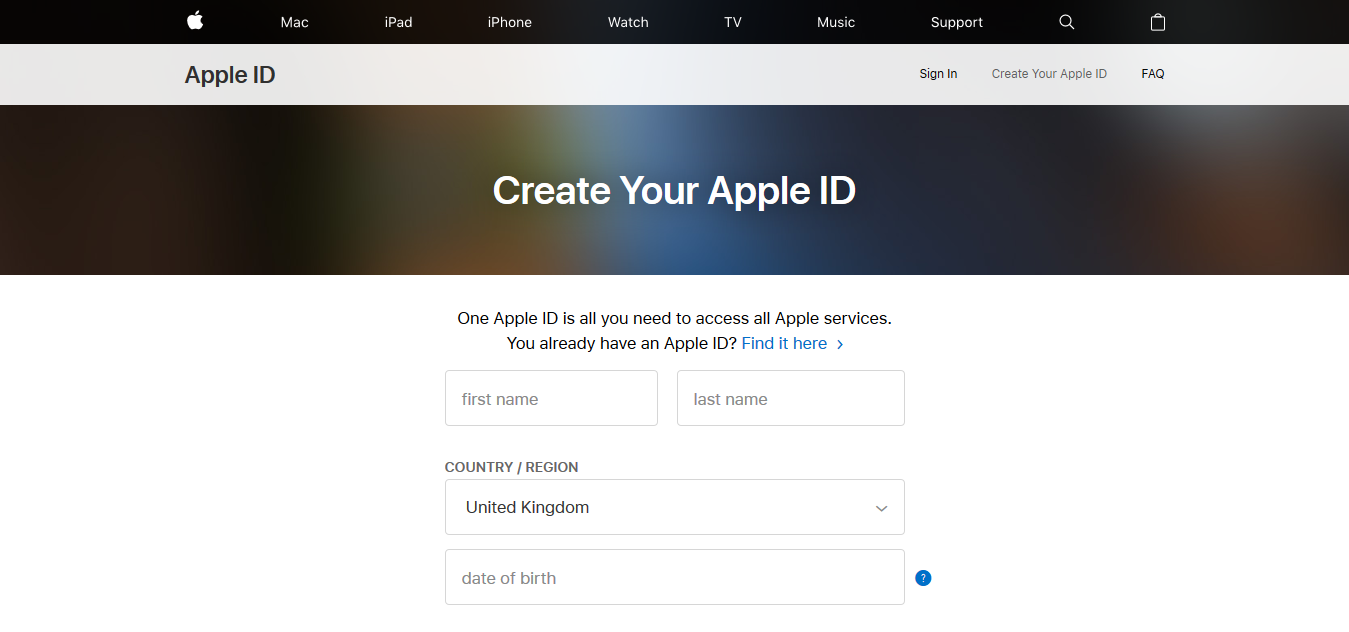 Mac iPad iPhone Watch TV Music Support
Apple ID Sign In Create Your Apple ID FAQ
Create Your Apple ID
One Apple ID is all you need to access all Apple services.
You already have an Apple ID? Find it here >
first name last name
COUNTRY / REGION
United Kingdom
date of birth ?